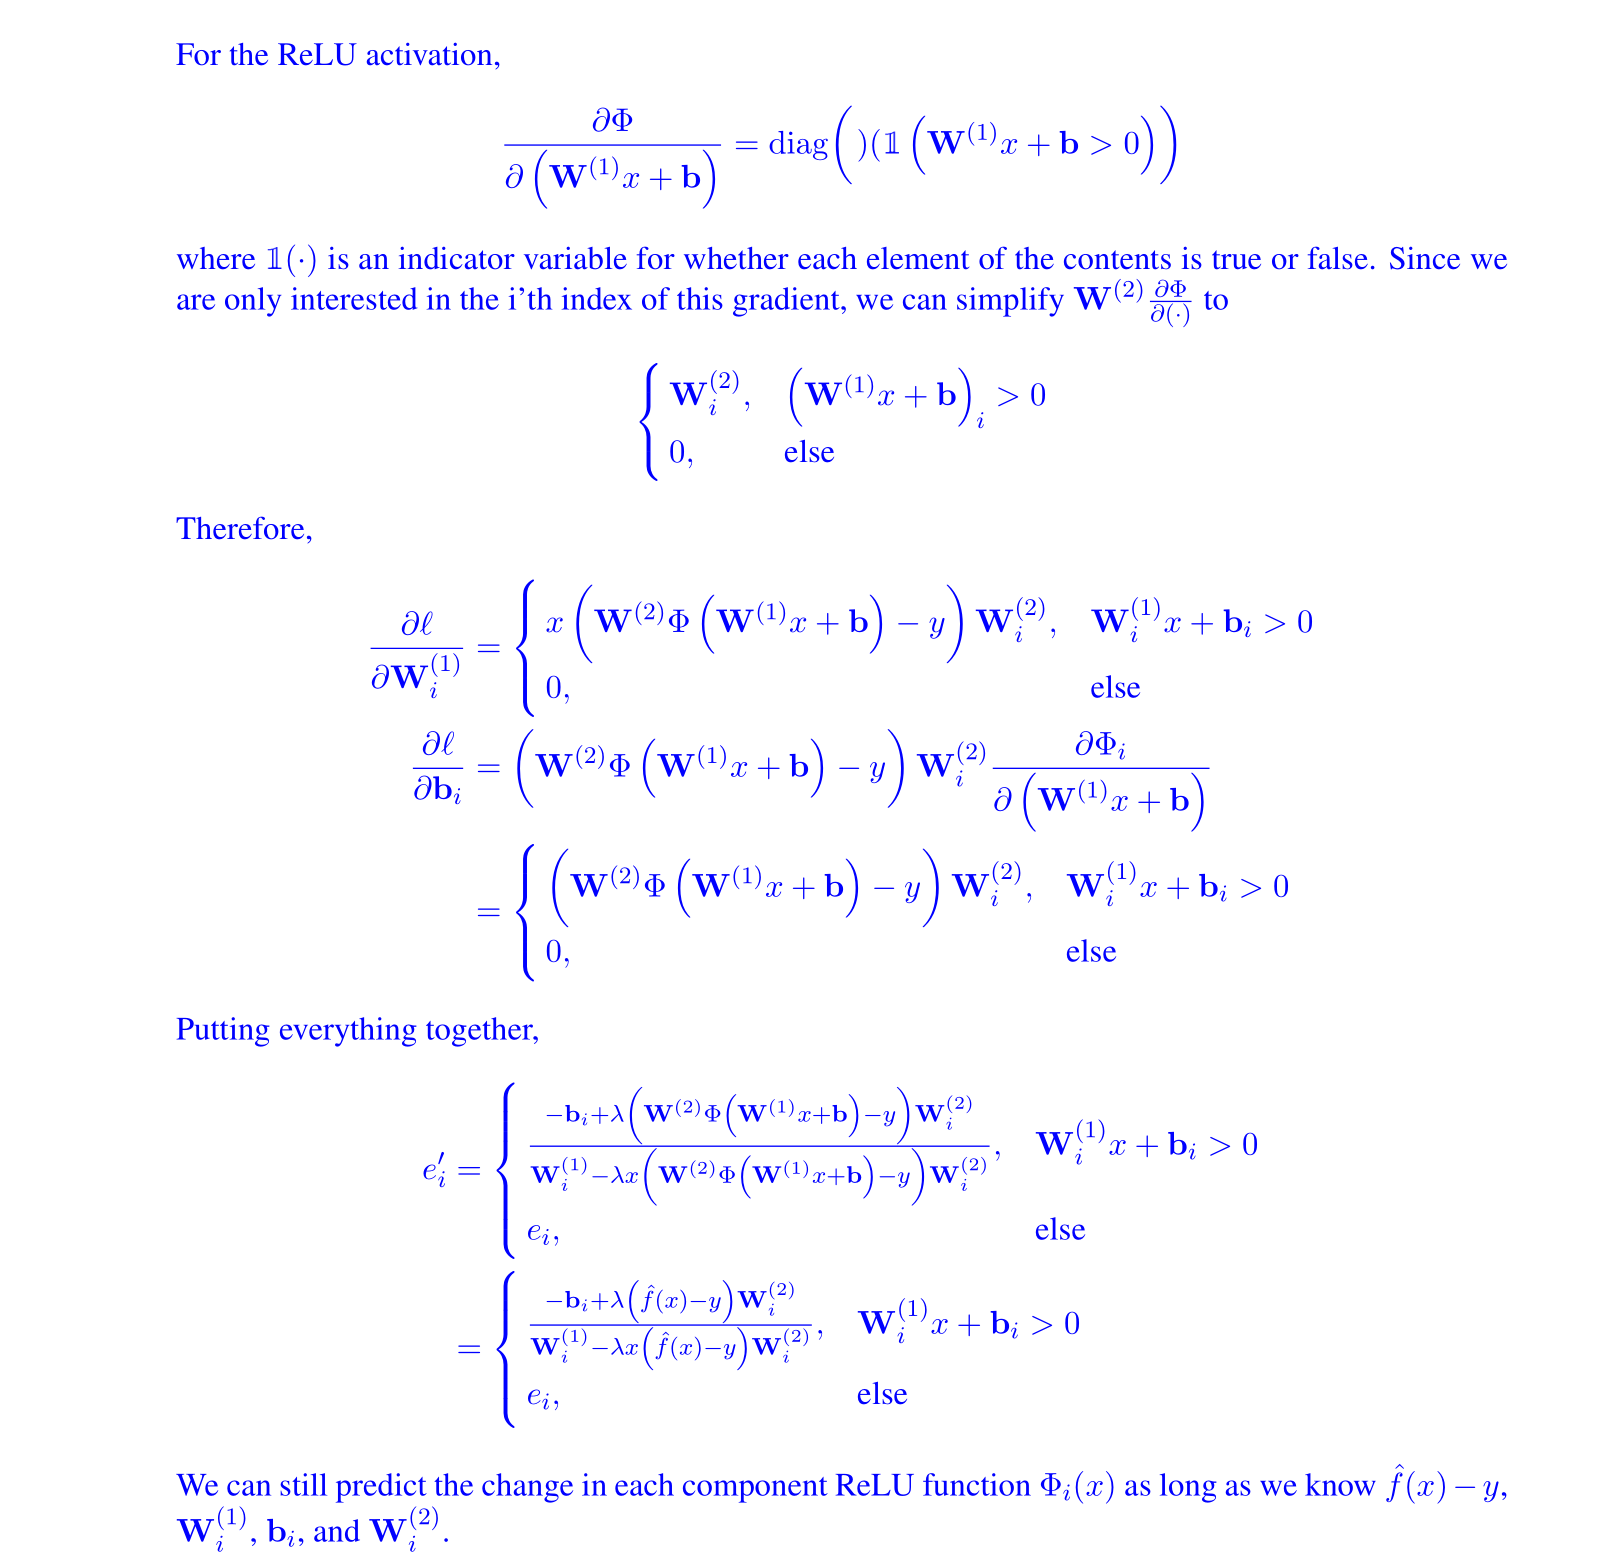 For the ReLU activation,
$$\frac{\partial \Phi}{\partial \left(\mathbf{W}^{(1)}x + \mathbf{b}\right)} = \text{diag}\Big( \,)(\mathbb{1}\left(\mathbf{W}^{(1)}x + \mathbf{b} > 0\right)\Big)$$
where $\mathbb{1}(\cdot)$ is an indicator variable for whether each element of the contents is true or false. Since we
are only interested in the i'th index of this gradient, we can simplify $\mathbf{W}^{(2)}\frac{\partial \Phi}{\partial(\cdot)}$ to
$$\begin{cases} \mathbf{W}_i^{(2)}, & \left(\mathbf{W}^{(1)}x + \mathbf{b}\right)_i > 0 \\ 0, & \text{else} \end{cases}$$
Therefore,
$$\frac{\partial \ell}{\partial \mathbf{W}_i^{(1)}} = \begin{cases} x\left(\mathbf{W}^{(2)}\Phi\left(\mathbf{W}^{(1)}x + \mathbf{b}\right) - y\right)\mathbf{W}_i^{(2)}, & \mathbf{W}_i^{(1)}x + \mathbf{b}_i > 0 \\ 0, & \text{else} \end{cases}$$
$$\frac{\partial \ell}{\partial \mathbf{b}_i} = \left(\mathbf{W}^{(2)}\Phi\left(\mathbf{W}^{(1)}x + \mathbf{b}\right) - y\right)\mathbf{W}_i^{(2)}\frac{\partial \Phi_i}{\partial \left(\mathbf{W}^{(1)}x + \mathbf{b}\right)}$$
$$= \begin{cases} \left(\mathbf{W}^{(2)}\Phi\left(\mathbf{W}^{(1)}x + \mathbf{b}\right) - y\right)\mathbf{W}_i^{(2)}, & \mathbf{W}_i^{(1)}x + \mathbf{b}_i > 0 \\ 0, & \text{else} \end{cases}$$
Putting everything together,
$$e_i' = \begin{cases} \frac{-\mathbf{b}_i + \lambda\left(\mathbf{W}^{(2)}\Phi\left(\mathbf{W}^{(1)}x + \mathbf{b}\right) - y\right)\mathbf{W}_i^{(2)}}{\mathbf{W}_i^{(1)} - \lambda x\left(\mathbf{W}^{(2)}\Phi\left(\mathbf{W}^{(1)}x + \mathbf{b}\right) - y\right)\mathbf{W}_i^{(2)}}, & \mathbf{W}_i^{(1)}x + \mathbf{b}_i > 0 \\ e_i, & \text{else} \end{cases}$$
$$= \begin{cases} \frac{-\mathbf{b}_i + \lambda\left(\hat{f}(x) - y\right)\mathbf{W}_i^{(2)}}{\mathbf{W}_i^{(1)} - \lambda x\left(\hat{f}(x) - y\right)\mathbf{W}_i^{(2)}}, & \mathbf{W}_i^{(1)}x + \mathbf{b}_i > 0 \\ e_i, & \text{else} \end{cases}$$
We can still predict the change in each component ReLU function $\Phi_i(x)$ as long as we know $\hat{f}(x) - y$,
$\mathbf{W}_i^{(1)}$, $\mathbf{b}_i$, and $\mathbf{W}_i^{(2)}$.